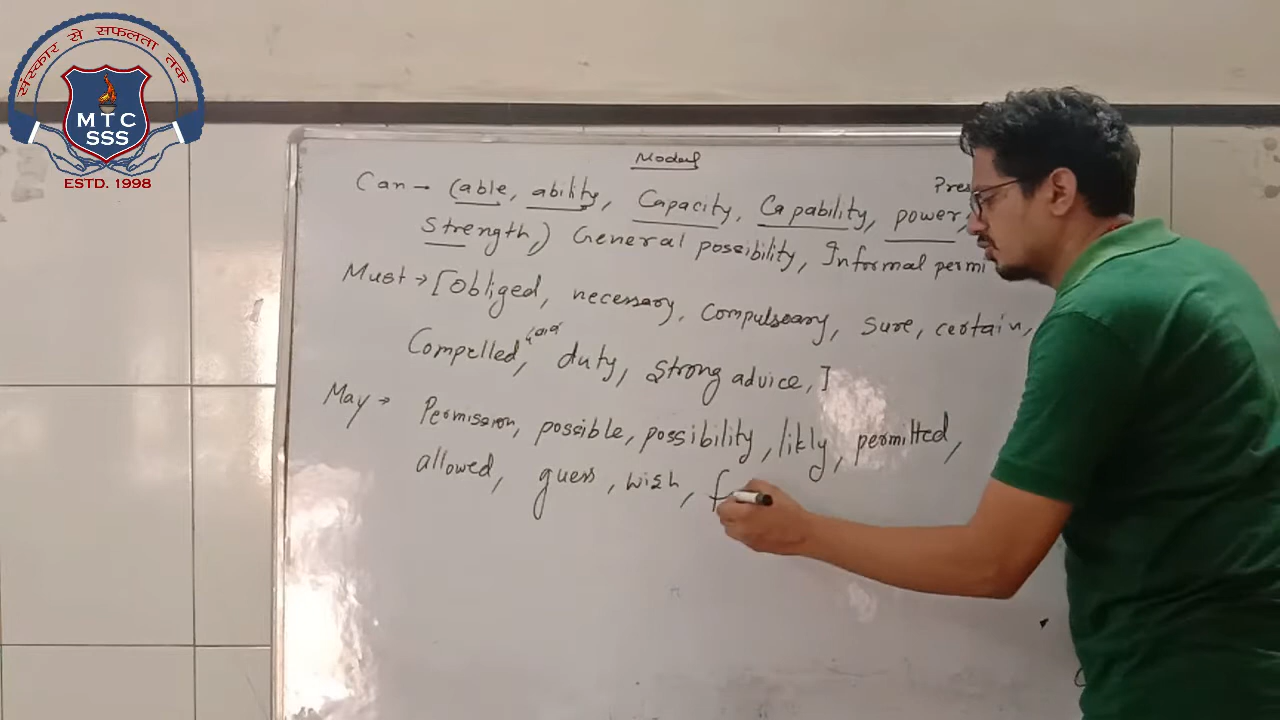 संस्कार से सफलता तक
MTC
SSS
ESTD. 1998
Modal
Can → (able, ability, Capacity, Capability, power,
Strength,) General possibility, Informal permi
Must → [Obliged, necessary, Compulsary, Sure, certain,
Compelled, duty, Strong advice,]
May → Permission, possible, possibility, likly, permitted,
allowed, guess, wish, f